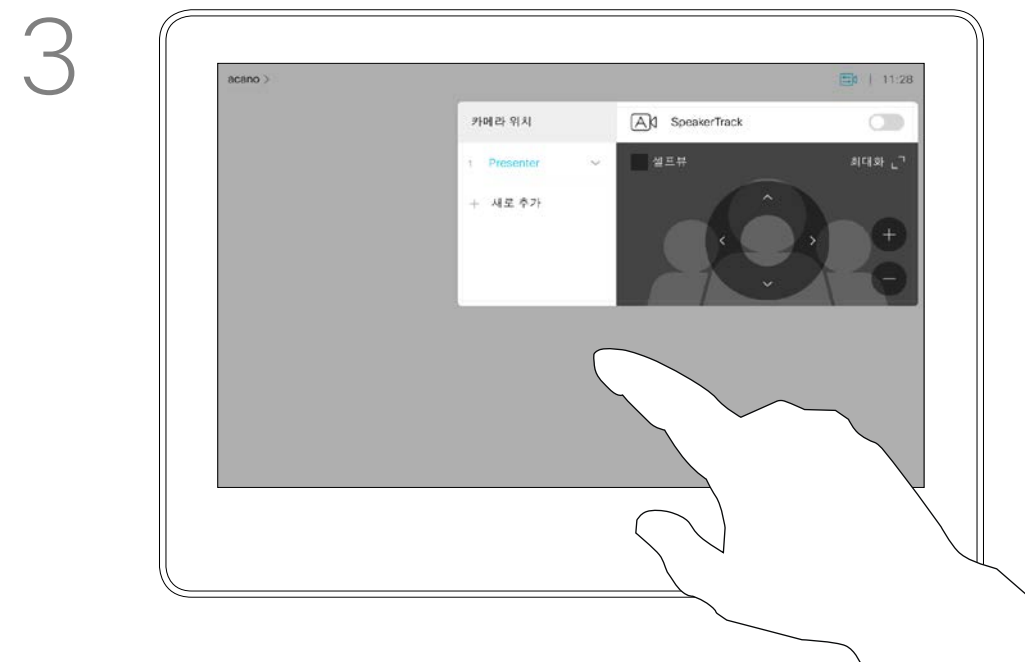 3
acano >
| 11:28
카메라 위치
SpeakerTrack
1 Presenter
셀프뷰
최대화
+ 새로 추가